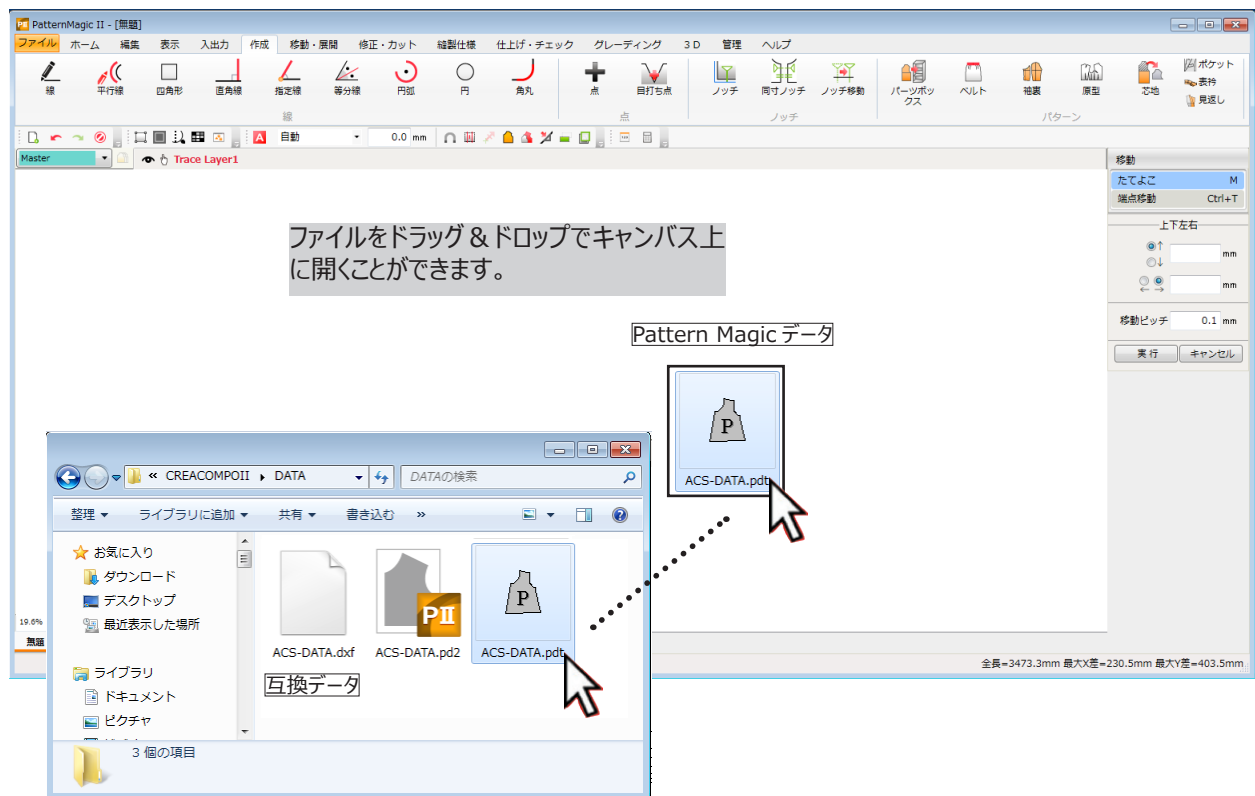 PatternMagic II - [無題]
ファイル ホーム 編集 表示 入出力 作成 移動・展開 修正・カット 縫製仕様 仕上げ・チェック グレーディング 3D 管理 ヘルプ
線 平行線 四角形 直角線 指定線 等分線 円弧 円 角丸 点 目打ち点 ノッチ 同寸ノッチ ノッチ移動 パーツボックス ベルト 袖裏 原型 芯地 ポケット
表衿
見返し
線 点 ノッチ パターン
A 自動 0.0 mm
Master Trace Layer1
移動
たてよこ M
端点移動 Ctrl+T
上下左右
↑ mm
↓
← → mm
移動ピッチ 0.1 mm
実行 キャンセル
ファイルをドラッグ＆ドロップでキャンバス上
に開くことができます。
Pattern Magic データ
P
ACS-DATA.pdt
« CREACOMPOII DATA DATAの検索
整理 ライブラリに追加 共有 書き込む »
お気に入り
ダウンロード
デスクトップ
最近表示した場所
ライブラリ
ドキュメント
ピクチャ
PII P
ACS-DATA.dxf ACS-DATA.pd2 ACS-DATA.pdt
互換データ
3 個の項目
19.6%
無題
全長=3473.3mm 最大X差=230.5mm 最大Y差=403.5mm